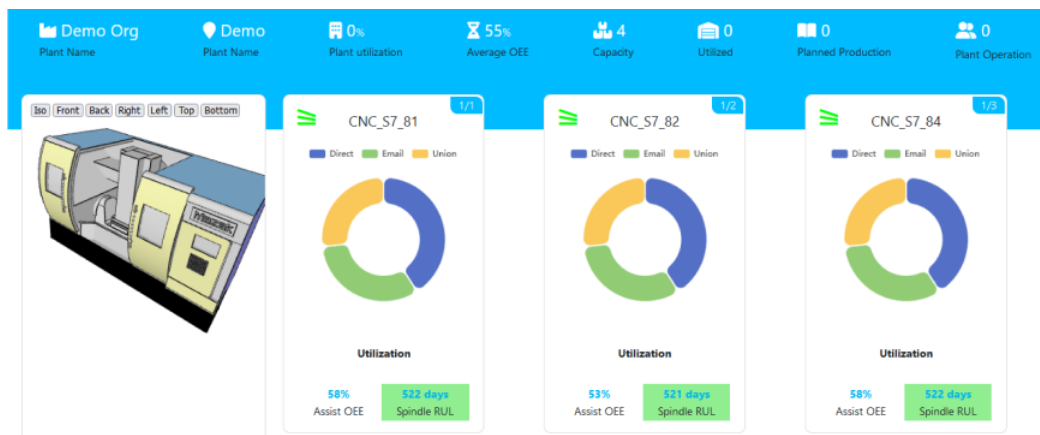 Demo Org
Plant Name
Demo
Plant Name
0%
Plant utilization
55%
Average OEE
4
Capacity
0
Utilized
0
Planned Production
0
Plant Operation
Iso Front Back Right Left Top Bottom
Mazak
1/1
CNC_S7_81
Direct Email Union
Utilization
58%
Assist OEE
522 days
Spindle RUL
1/2
CNC_S7_82
Direct Email Union
Utilization
53%
Assist OEE
521 days
Spindle RUL
1/3
CNC_S7_84
Direct Email Union
Utilization
58%
Assist OEE
522 days
Spindle RUL